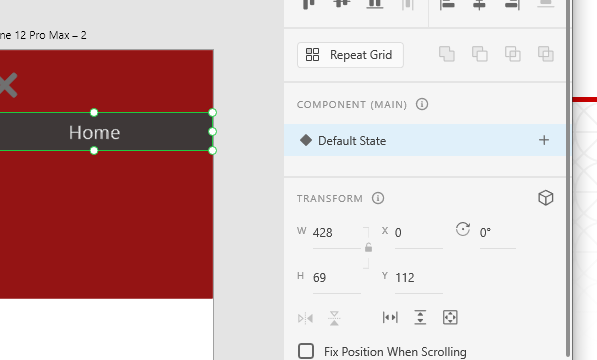 ne 12 Pro Max – 2
Repeat Grid
COMPONENT (MAIN)
Home
Default State
TRANSFORM
W 428 X 0 0°
H 69 Y 112
Fix Position When Scrolling